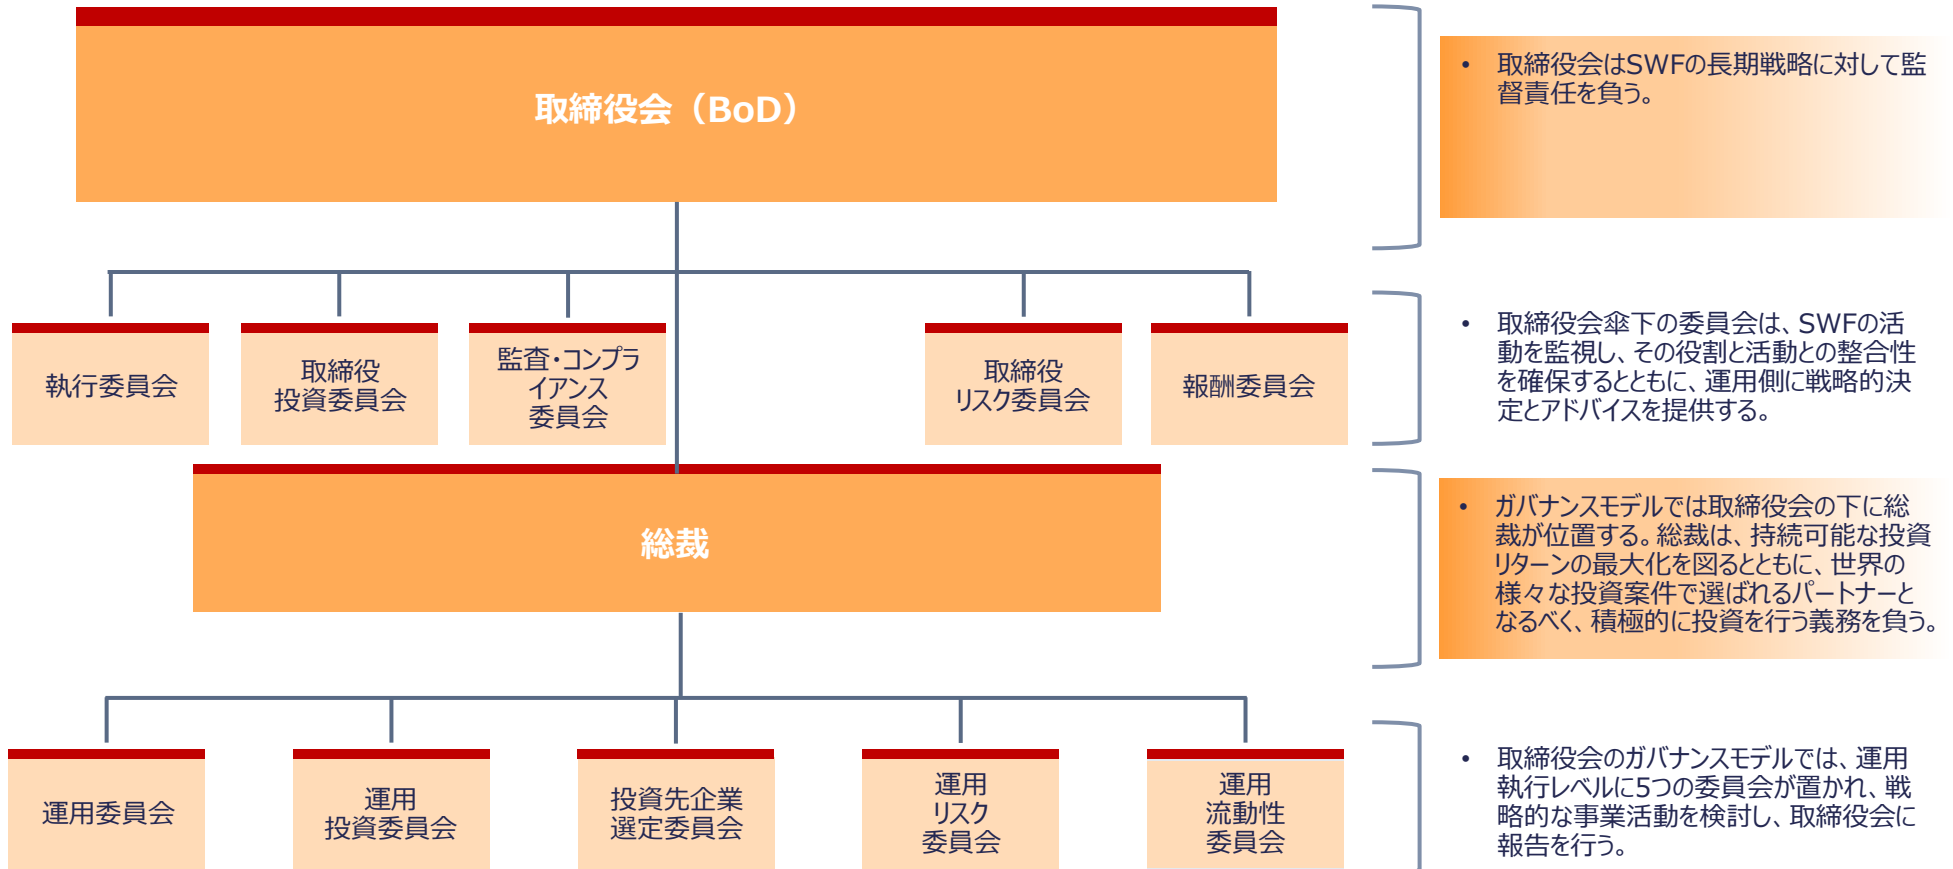 取締役会（BoD）
• 取締役会はSWFの長期戦略に対して監
督責任を負う。
執行委員会
取締役
投資委員会
監査・コンプラ
イアンス
委員会
取締役
リスク委員会
報酬委員会
• 取締役会傘下の委員会は、SWFの活
動を監視し、その役割と活動との整合性
を確保するとともに、運用側に戦略的決
定とアドバイスを提供する。
総裁
• ガバナンスモデルでは取締役会の下に総
裁が位置する。総裁は、持続可能な投資
リターンの最大化を図るとともに、世界の
様々な投資案件で選ばれるパートナーと
なるべく、積極的に投資を行う義務を負う。
運用委員会
運用
投資委員会
投資先企業
選定委員会
運用
リスク
委員会
運用
流動性
委員会
• 取締役会のガバナンスモデルでは、運用
執行レベルに5つの委員会が置かれ、戦
略的な事業活動を検討し、取締役会に
報告を行う。